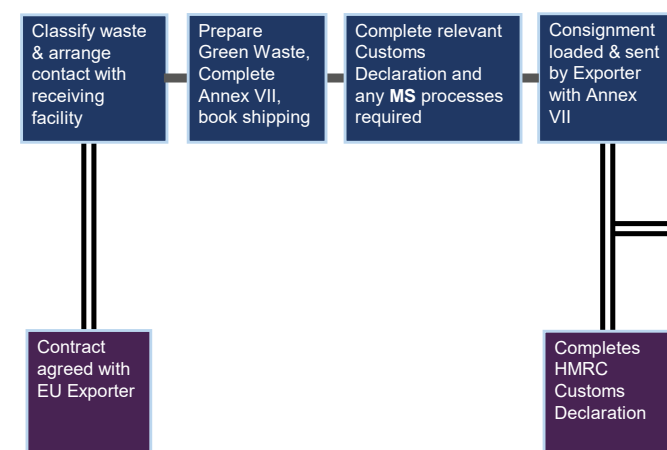 Classify waste
& arrange
contact with
receiving
facility
Prepare
Green Waste,
Complete
Annex VII,
book shipping
Complete relevant
Customs
Declaration and
any MS processes
required
Consignment
loaded & sent
by Exporter
with Annex
VII
Contract
agreed with
EU Exporter
Completes
HMRC
Customs
Declaration